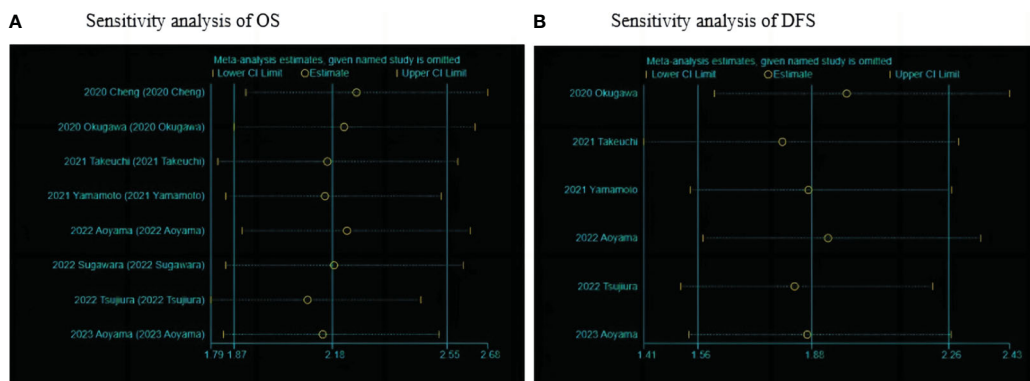 A Sensitivity analysis of OS
Meta-analysis estimates, given named study is omitted
Lower CI Limit Estimate Upper CI Limit
2020 Cheng (2020 Cheng)
2020 Okugawa (2020 Okugawa)
2021 Takeuchi (2021 Takeuchi)
2021 Yamamoto (2021 Yamamoto)
2022 Aoyama (2022 Aoyama)
2022 Sugawara (2022 Sugawara)
2022 Tsujiura (2022 Tsujiura)
2023 Aoyama (2023 Aoyama)
1.79 1.87 2.18 2.55 2.68
B Sensitivity analysis of DFS
Meta-analysis estimates, given named study is omitted
Lower CI Limit Estimate Upper CI Limit
2020 Okugawa
2021 Takeuchi
2021 Yamamoto
2022 Aoyama
2022 Tsujiura
2023 Aoyama
1.41 1.56 1.88 2.26 2.43